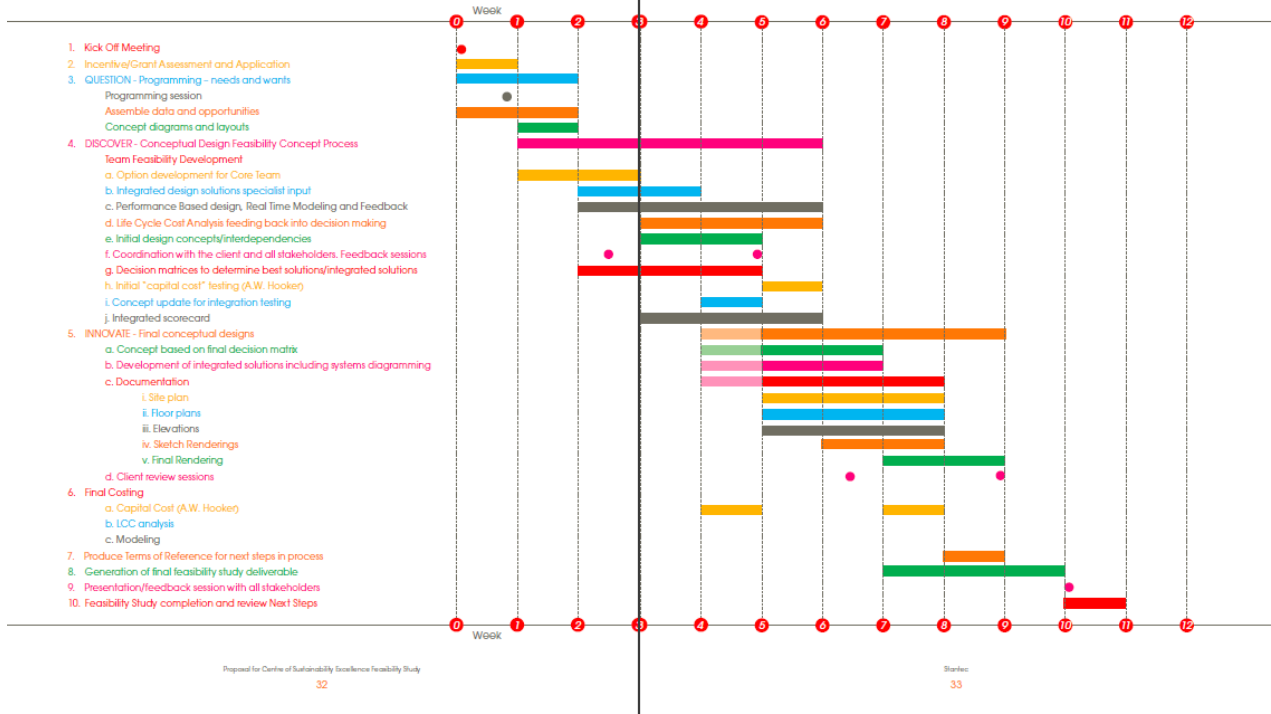 Week
0 1 2 3 4 5 6 7 8 9 10 11 12
1. Kick Off Meeting
2. Incentive/Grant Assessment and Application
3. QUESTION - Programming - needs and wants
Programming session
Assemble data and opportunities
Concept diagrams and layouts
4. DISCOVER - Conceptual Design Feasibility Concept Process
Team Feasibility Development
a. Option development for Core Team
b. Integrated design solutions specialist input
c. Performance Based design, Real Time Modeling and Feedback
d. Life Cycle Cost Analysis feeding back into decision making
e. Initial design concepts/interdependencies
f. Coordination with the client and all stakeholders. Feedback sessions
g. Decision matrices to determine best solutions/integrated solutions
h. Initial "capital cost" testing (A.W. Hooker)
i. Concept update for integration testing
j. Integrated scorecard
5. INNOVATE - Final conceptual designs
a. Concept based on final decision matrix
b. Development of integrated solutions including systems diagramming
c. Documentation
i. Site plan
ii. Floor plans
iii. Elevations
iv. Sketch Renderings
v. Final Rendering
d. Client review sessions
6. Final Costing
a. Capital Cost (A.W. Hooker)
b. LCC analysis
c. Modeling
7. Produce Terms of Reference for next steps in process
8. Generation of final feasibility study deliverable
9. Presentation/feedback session with all stakeholders
10. Feasibility Study completion and review Next Steps
0 1 2 3 4 5 6 7 8 9 10 11 12
Week
Proposal for Centre of Sustainability Excellence Feasibility Study
32
Stantec
33